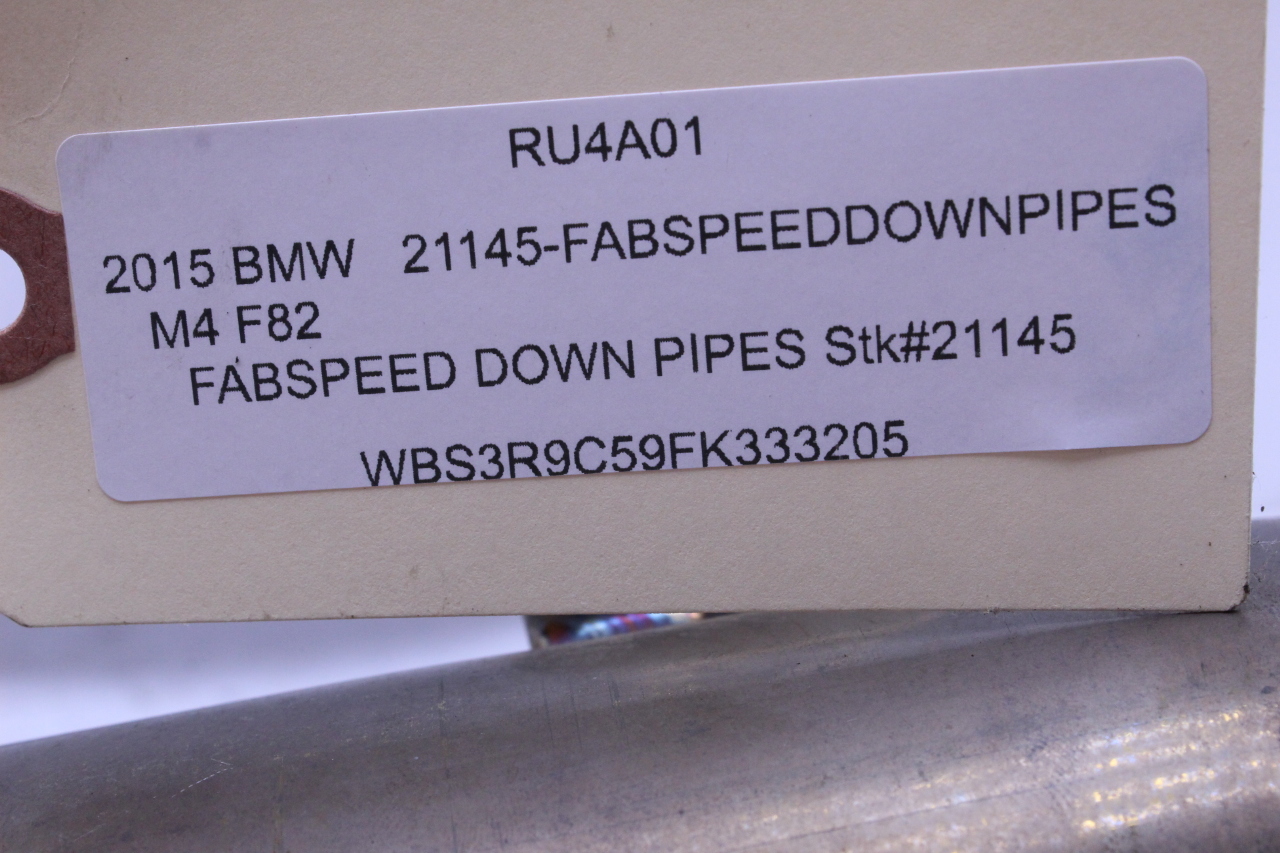 RU4A01
2015 BMW 21145-FABSPEEDDOWNPIPES
M4 F82
FABSPEED DOWN PIPES Stk#21145
WBS3R9C59FK333205